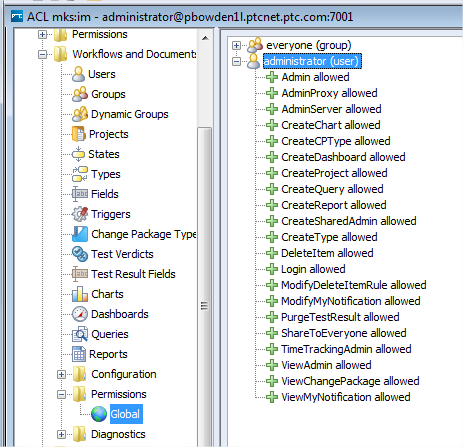 ACL mks:im - administrator@pbowden1l.ptcnet.ptc.com:7001
Permissions
Workflows and Document
Users
Groups
Dynamic Groups
Projects
States
Types
Fields
Triggers
Change Package Type
Test Verdicts
Test Result Fields
Charts
Dashboards
Queries
Reports
Configuration
Permissions
Global
Diagnostics
everyone (group)
administrator (user)
Admin allowed
AdminProxy allowed
AdminServer allowed
CreateChart allowed
CreateCPType allowed
CreateDashboard allowed
CreateProject allowed
CreateQuery allowed
CreateReport allowed
CreateSharedAdmin allowed
CreateType allowed
DeleteItem allowed
Login allowed
ModifyDeleteItemRule allowed
ModifyMyNotification allowed
PurgeTestResult allowed
ShareToEveryone allowed
TimeTrackingAdmin allowed
ViewAdmin allowed
ViewChangePackage allowed
ViewMyNotification allowed